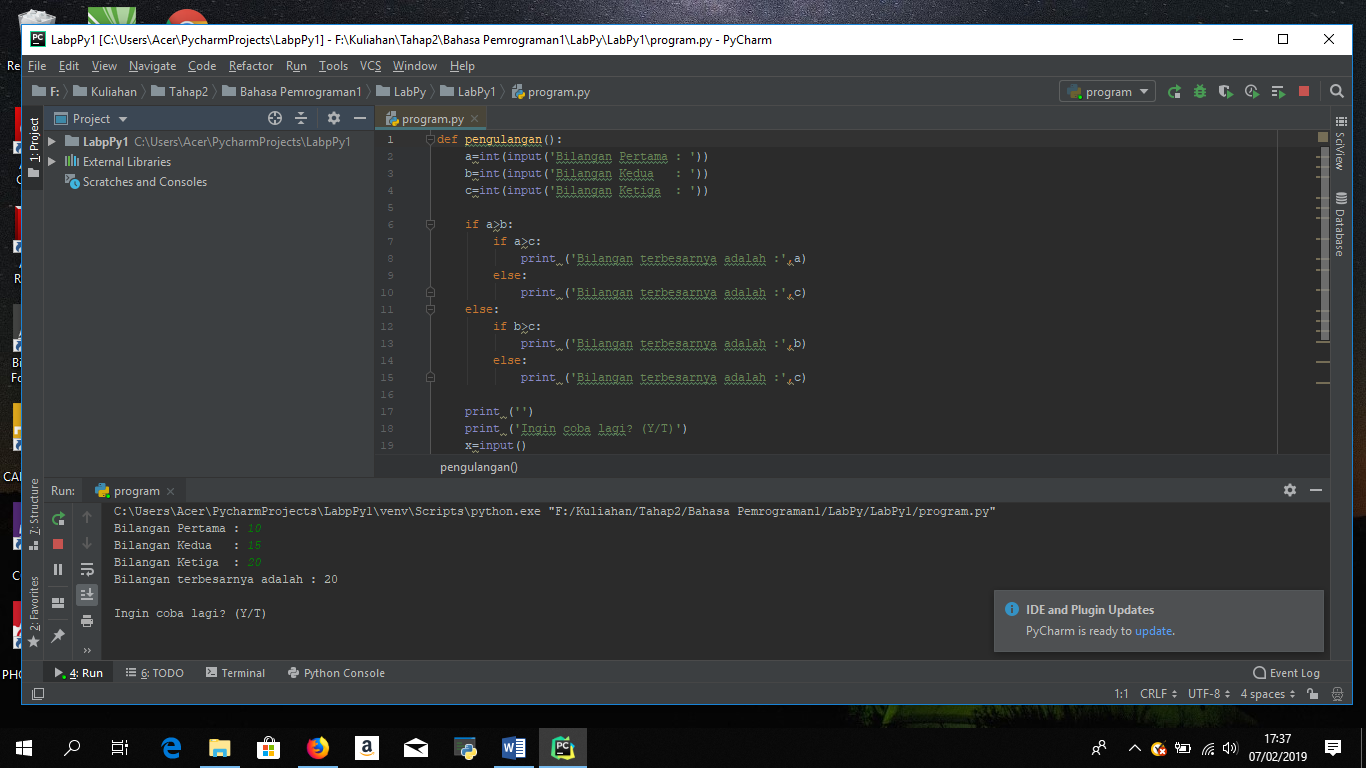 LabpPy1 [C:\Users\Acer\PycharmProjects\LabpPy1] - F:\Kuliahan\Tahap2\Bahasa Pemrograman1\LabPy\LabPy1\program.py - PyCharm
File Edit View Navigate Code Refactor Run Tools VCS Window Help
F: Kuliahan Tahap2 Bahasa Pemrograman1 LabPy LabPy1 program.py program
1: Project
Project
program.py
LabpPy1 C:\Users\Acer\PycharmProjects\LabpPy1
External Libraries
Scratches and Consoles
1 def pengulangan():
2 a=int(input('Bilangan Pertama : '))
3 b=int(input('Bilangan Kedua   : '))
4 c=int(input('Bilangan Ketiga  : '))
5
6 if a>b:
7 if a>c:
8 print ('Bilangan terbesarnya adalah :',a)
9 else:
10 print ('Bilangan terbesarnya adalah :',c)
11 else:
12 if b>c:
13 print ('Bilangan terbesarnya adalah :',b)
14 else:
15 print ('Bilangan terbesarnya adalah :',c)
16
17 print ('')
18 print ('Ingin coba lagi? (Y/T)')
19 x=input()
pengulangan()
SciView
Database
7: Structure
2: Favorites
Run: program
C:\Users\Acer\PycharmProjects\LabpPy1\venv\Scripts\python.exe "F:/Kuliahan/Tahap2/Bahasa Pemrograman1/LabPy/LabPy1/program.py"
Bilangan Pertama : 10
Bilangan Kedua   : 15
Bilangan Ketiga  : 20
Bilangan terbesarnya adalah : 20
Ingin coba lagi? (Y/T)
IDE and Plugin Updates
PyCharm is ready to update.
4: Run 6: TODO Terminal Python Console Event Log
1:1 CRLF UTF-8 4 spaces
17:37
07/02/2019